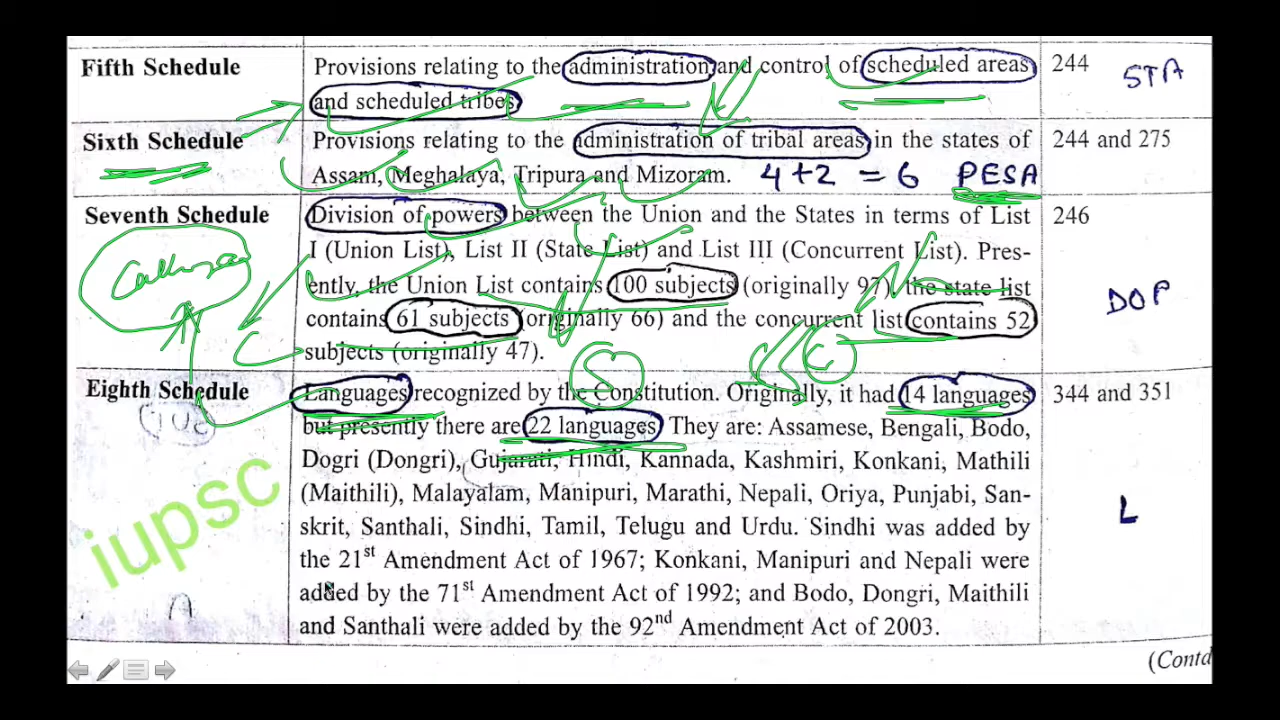 Fifth Schedule Provisions relating to the administration and control of scheduled areas 244 STA
and scheduled tribes
Sixth Schedule Provisions relating to the administration of tribal areas in the states of 244 and 275
Assam, Meghalaya, Tripura and Mizoram. 4+2 = 6 PESA
Seventh Schedule Division of powers between the Union and the States in terms of List 246
I (Union List), List II (State List) and List III (Concurrent List). Pres-
ently, the Union List contains 100 subjects (originally 97), the state list
contains 61 subjects (originally 66) and the concurrent list contains 52 DOP
subjects (originally 47).
S C
Eighth Schedule Languages recognized by the Constitution. Originally, it had 14 languages 344 and 351
but presently there are 22 languages. They are: Assamese, Bengali, Bodo,
Dogri (Dongri), Gujarati, Hindi, Kannada, Kashmiri, Konkani, Mathili
(Maithili), Malayalam, Manipuri, Marathi, Nepali, Oriya, Punjabi, San-
skrit, Santhali, Sindhi, Tamil, Telugu and Urdu. Sindhi was added by L
the 21st Amendment Act of 1967; Konkani, Manipuri and Nepali were
added by the 71st Amendment Act of 1992; and Bodo, Dongri, Maithili
and Santhali were added by the 92nd Amendment Act of 2003.
iupsc
(Contd